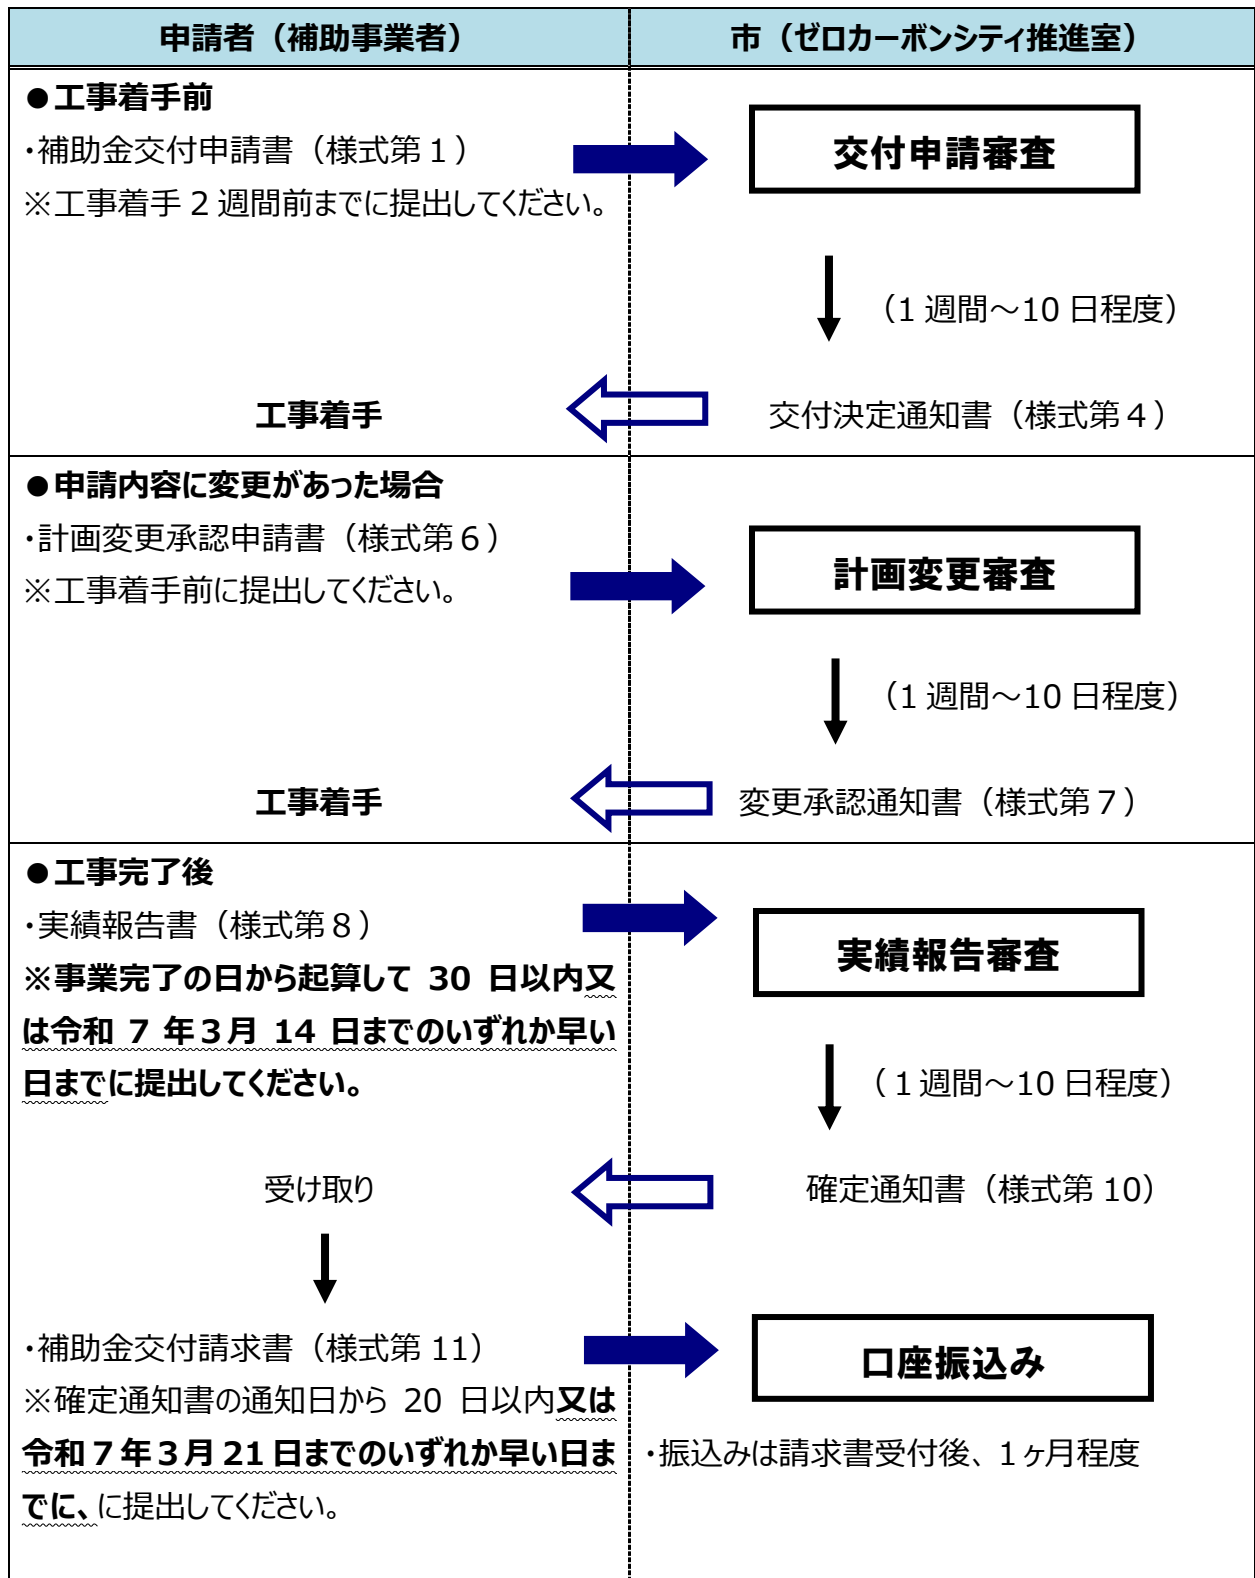 申請者（補助事業者）
市（ゼロカーボンシティ推進室）
●工事着手前
・補助金交付申請書（様式第１）
※工事着手 2 週間前までに提出してください。
交付申請審査
（1 週間～10 日程度）
工事着手
交付決定通知書（様式第４）
●申請内容に変更があった場合
・計画変更承認申請書（様式第６）
※工事着手前に提出してください。
計画変更審査
（1 週間～10 日程度）
工事着手
変更承認通知書（様式第７）
●工事完了後
・実績報告書（様式第８）
※事業完了の日から起算して 30 日以内又
は令和 7 年３月 14 日までのいずれか早い
日までに提出してください。
実績報告審査
（１週間～10 日程度）
受け取り
確定通知書（様式第 10）
・補助金交付請求書（様式第 11）
※確定通知書の通知日から 20 日以内又は
令和７年３月 21 日までのいずれか早い日ま
でに、に提出してください。
口座振込み
・振込みは請求書受付後、１ヶ月程度